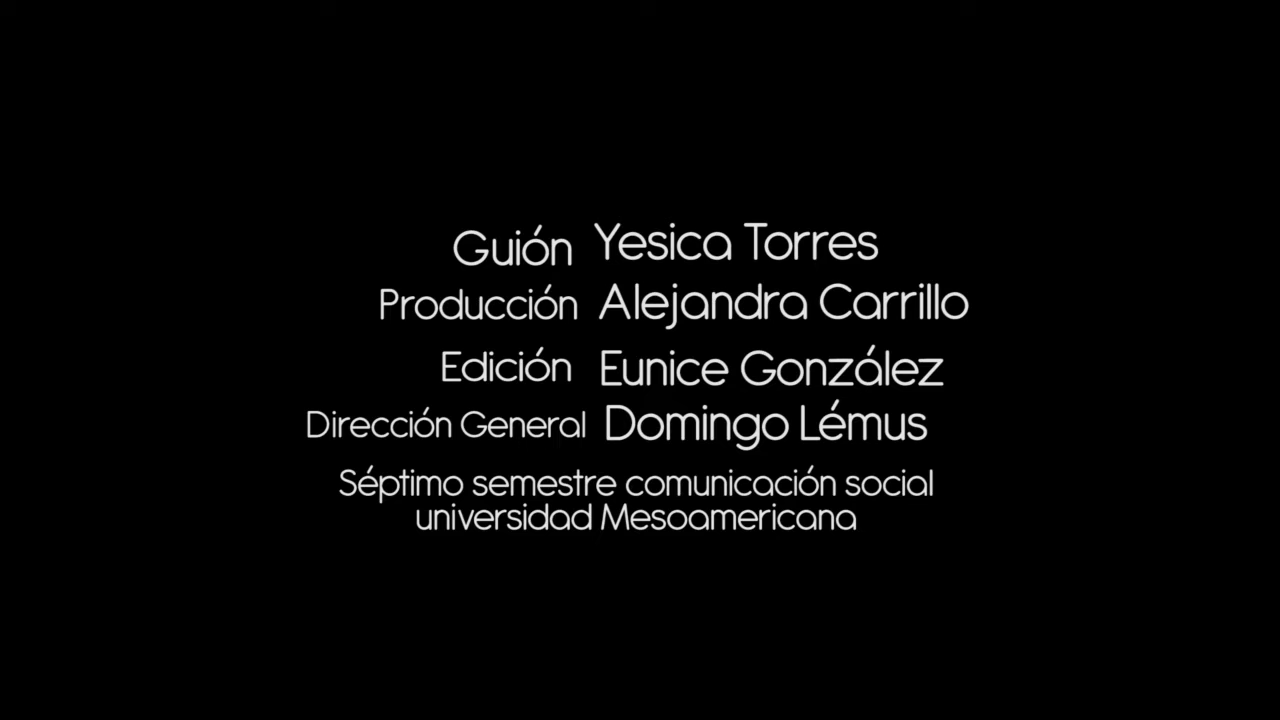 Guión Yesica Torres
Producción Alejandra Carrillo
Edición Eunice González
Dirección General Domingo Lémus
Séptimo semestre comunicación social
universidad Mesoamericana